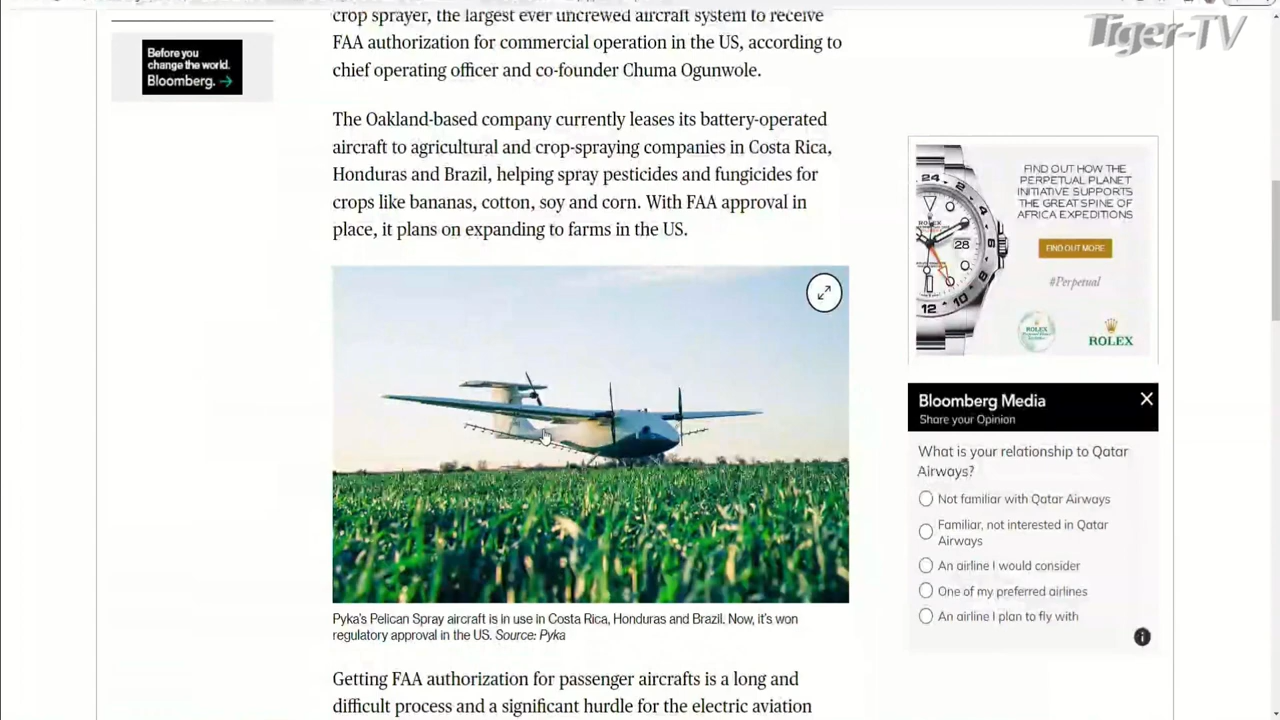 Tiger-TV
crop sprayer, the largest ever uncrewed aircraft system to receive
FAA authorization for commercial operation in the US, according to
chief operating officer and co-founder Chuma Ogunwole.
Before you
change the world.
Bloomberg. →
The Oakland-based company currently leases its battery-operated
aircraft to agricultural and crop-spraying companies in Costa Rica,
Honduras and Brazil, helping spray pesticides and fungicides for
crops like bananas, cotton, soy and corn. With FAA approval in
place, it plans on expanding to farms in the US.
Pyka's Pelican Spray aircraft is in use in Costa Rica, Honduras and Brazil. Now, it's won
regulatory approval in the US. Source: Pyka
Getting FAA authorization for passenger aircrafts is a long and
difficult process and a significant hurdle for the electric aviation
FIND OUT HOW THE
PERPETUAL PLANET
INITIATIVE SUPPORTS
THE GREAT SPINE OF
AFRICA EXPEDITIONS
FIND OUT MORE
#Perpetual
ROLEX
ROLEX
24
2
4
6
28
8
10
12
Bloomberg Media
Share your Opinion
What is your relationship to Qatar
Airways?
Not familiar with Qatar Airways
Familiar, not interested in Qatar
Airways
An airline I would consider
One of my preferred airlines
An airline I plan to fly with